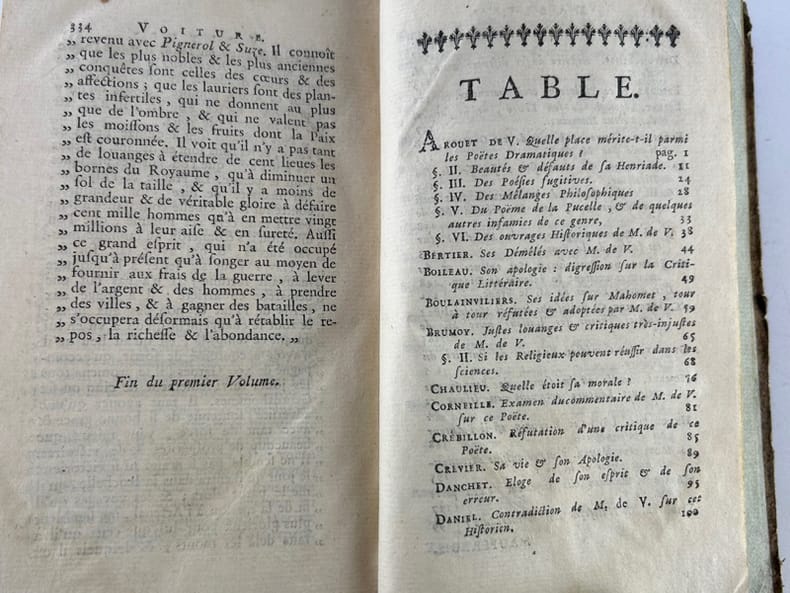 334 VOITURE.
„ revenu avec Pignerol & Suze. Il connoît
„ que les plus nobles & les plus anciennes
„ conquêtes ſont celles des cœurs & des
„ affections ; que les lauriers ſont des plan-
„ tes infertiles, qui ne donnent au plus
„ que de l'ombre, & qui ne valent pas
„ les moiſſons & les fruits dont la paix
„ eſt couronnée. Il voit qu'il n'y a pas tant
„ de louanges à étendre de cent lieues les
„ bornes du Royaume, qu'à diminuer un
„ ſol de la taille, & qu'il y a moins de
„ grandeur & de véritable gloire à défaire
„ cent mille hommes qu'à en mettre vingt
„ millions à leur aiſe & en ſureté. Auſſi
„ ce grand eſprit, qui n'a été occupé
„ juſqu'à préſent qu'à ſonger au moyen de
„ fournir aux frais de la guerre, à lever
„ de l'argent & des hommes, à prendre
„ des villes, & à gagner des batailles, ne
„ s'occupera déſormais qu'à rétablir le re-
„ pos, la richeſſe & l'abondance. „
Fin du premier Volume.
TABLE.
AROUET DE V. Quelle place mérite-t-il parmi
les Poëtes Dramatiques ? pag. 1
§. II. Beautés & défauts de ſa Henriade. 11
§. III. Des Poéſies fugitives. 24
§. IV. Des Mélanges Philoſophiques 28
§. V. Du Poëme de la Pucelle, & de quelques
autres infamies de ce genre, 33
§. VI. Des ouvrages Hiſtoriques de M. de V. 38
BERTIER. Ses Démêlés avec M. de V. 44
BOILEAU. Son apologie : digreſſion ſur la Criti-
que Littéraire. 49
BOULAINVILIERS. Ses idées ſur Mahomet, tour
à tour réfutées & adoptées par M. de V. 59
BRUMOY. Juſtes louanges & critiques très-injuſtes
de M. de V. 65
§. II. Si les Religieux peuvent réuſſir dans les
ſciences. 68
CHAULIEU. Quelle étoit ſa morale ? 76
CORNEILLE. Examen ducommentaire de M. de V.
ſur ce Poëte. 81
CRÉBILLON. Réfutation d'une critique de ce
Poëte. 85
CREVIER. Sa vie & ſon Apologie. 89
DANCHET. Eloge de ſon eſprit & de ſon
erreur. 95
DANIEL. Contradiction de M. de V. ſur cet
Hiſtorien. 100